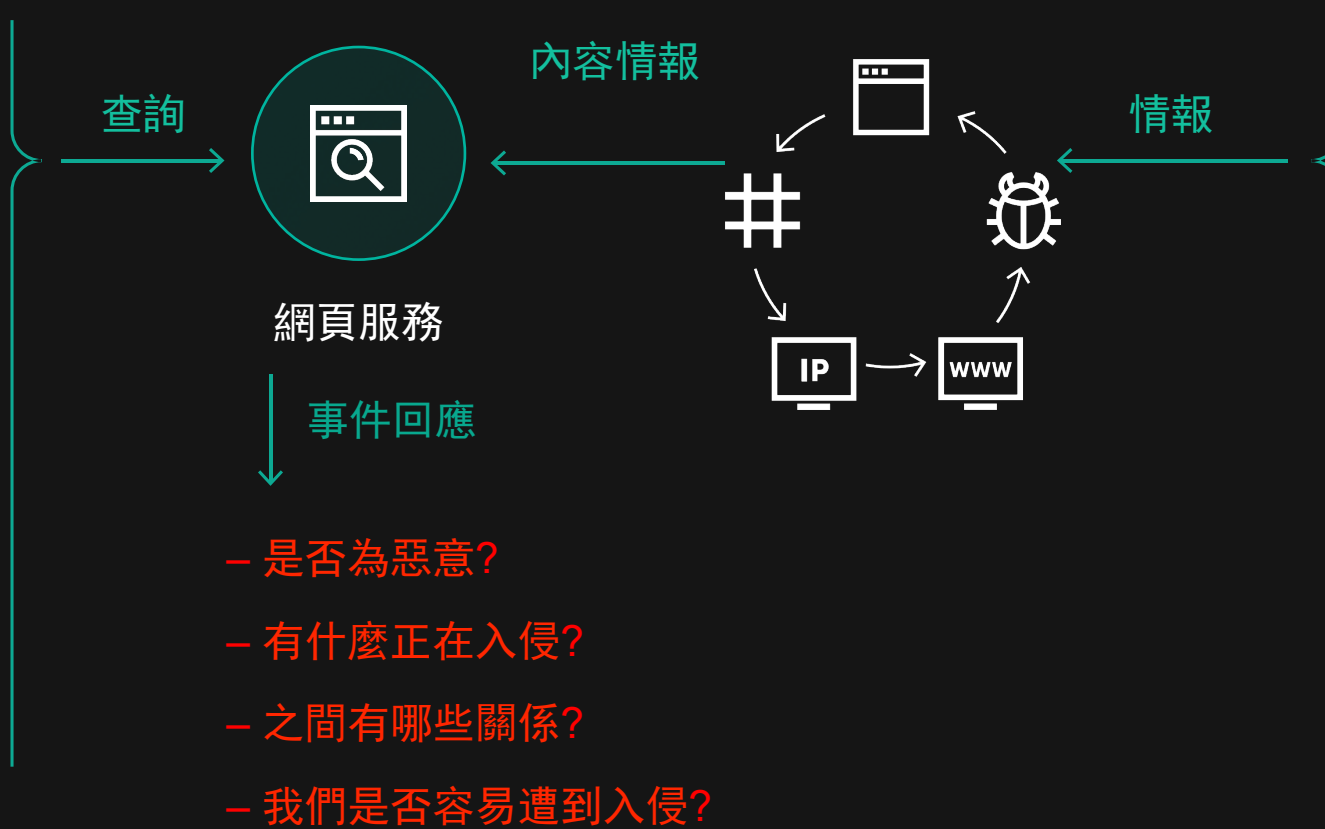 內容情報
查詢
情報
網頁服務
IP
WWW
事件回應
– 是否為惡意?
– 有什麼正在入侵?
– 之間有哪些關係?
– 我們是否容易遭到入侵?